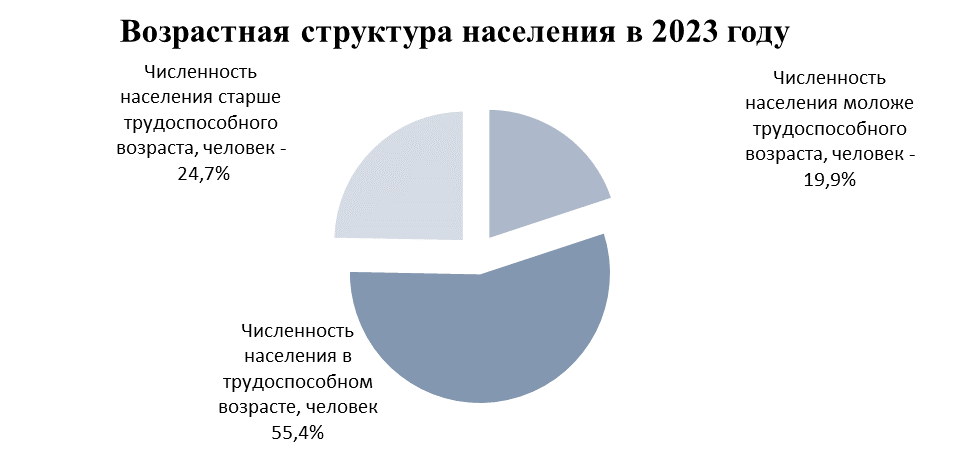 Возрастная структура населения в 2023 году
Численность
населения старше
трудоспособного
возраста, человек -
24,7%
Численность
населения моложе
трудоспособного
возраста, человек -
19,9%
Численность
населения в
трудоспособном
возрасте, человек
55,4%